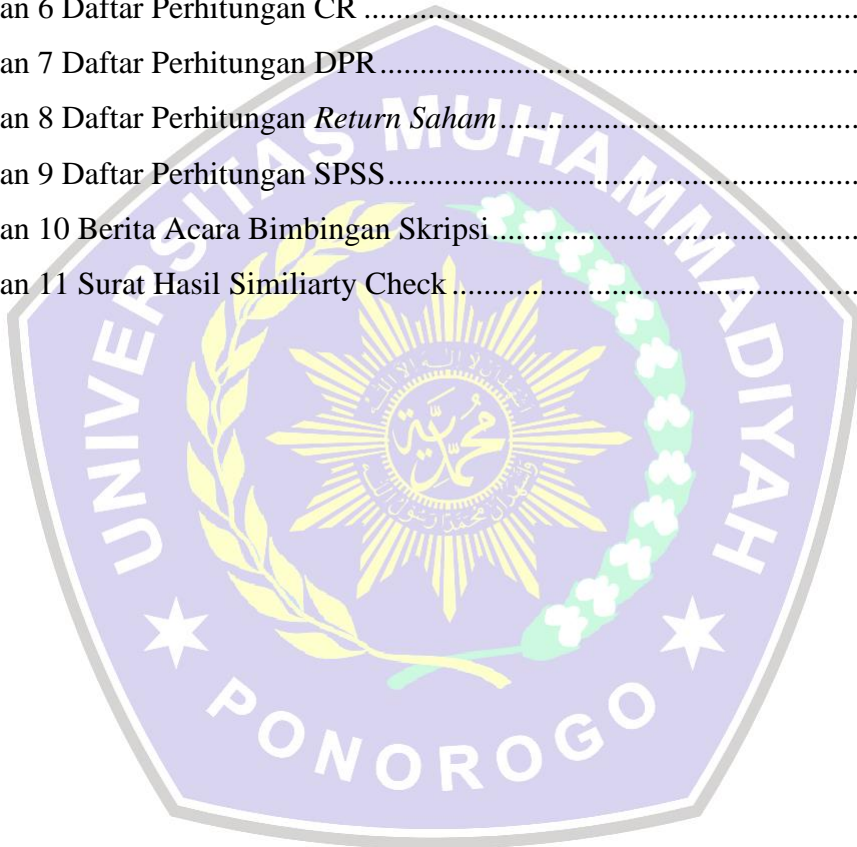 an 6 Daftar Perhitungan CR ................................................................
an 7 Daftar Perhitungan DPR................................................................
an 8 Daftar Perhitungan Return Saham................................................
an 9 Daftar Perhitungan SPSS...............................................................
an 10 Berita Acara Bimbingan Skripsi.................................................
an 11 Surat Hasil Similiarty Check ......................................................
UNIVERSITAS MUHAMMADIYAH
PONOROGO